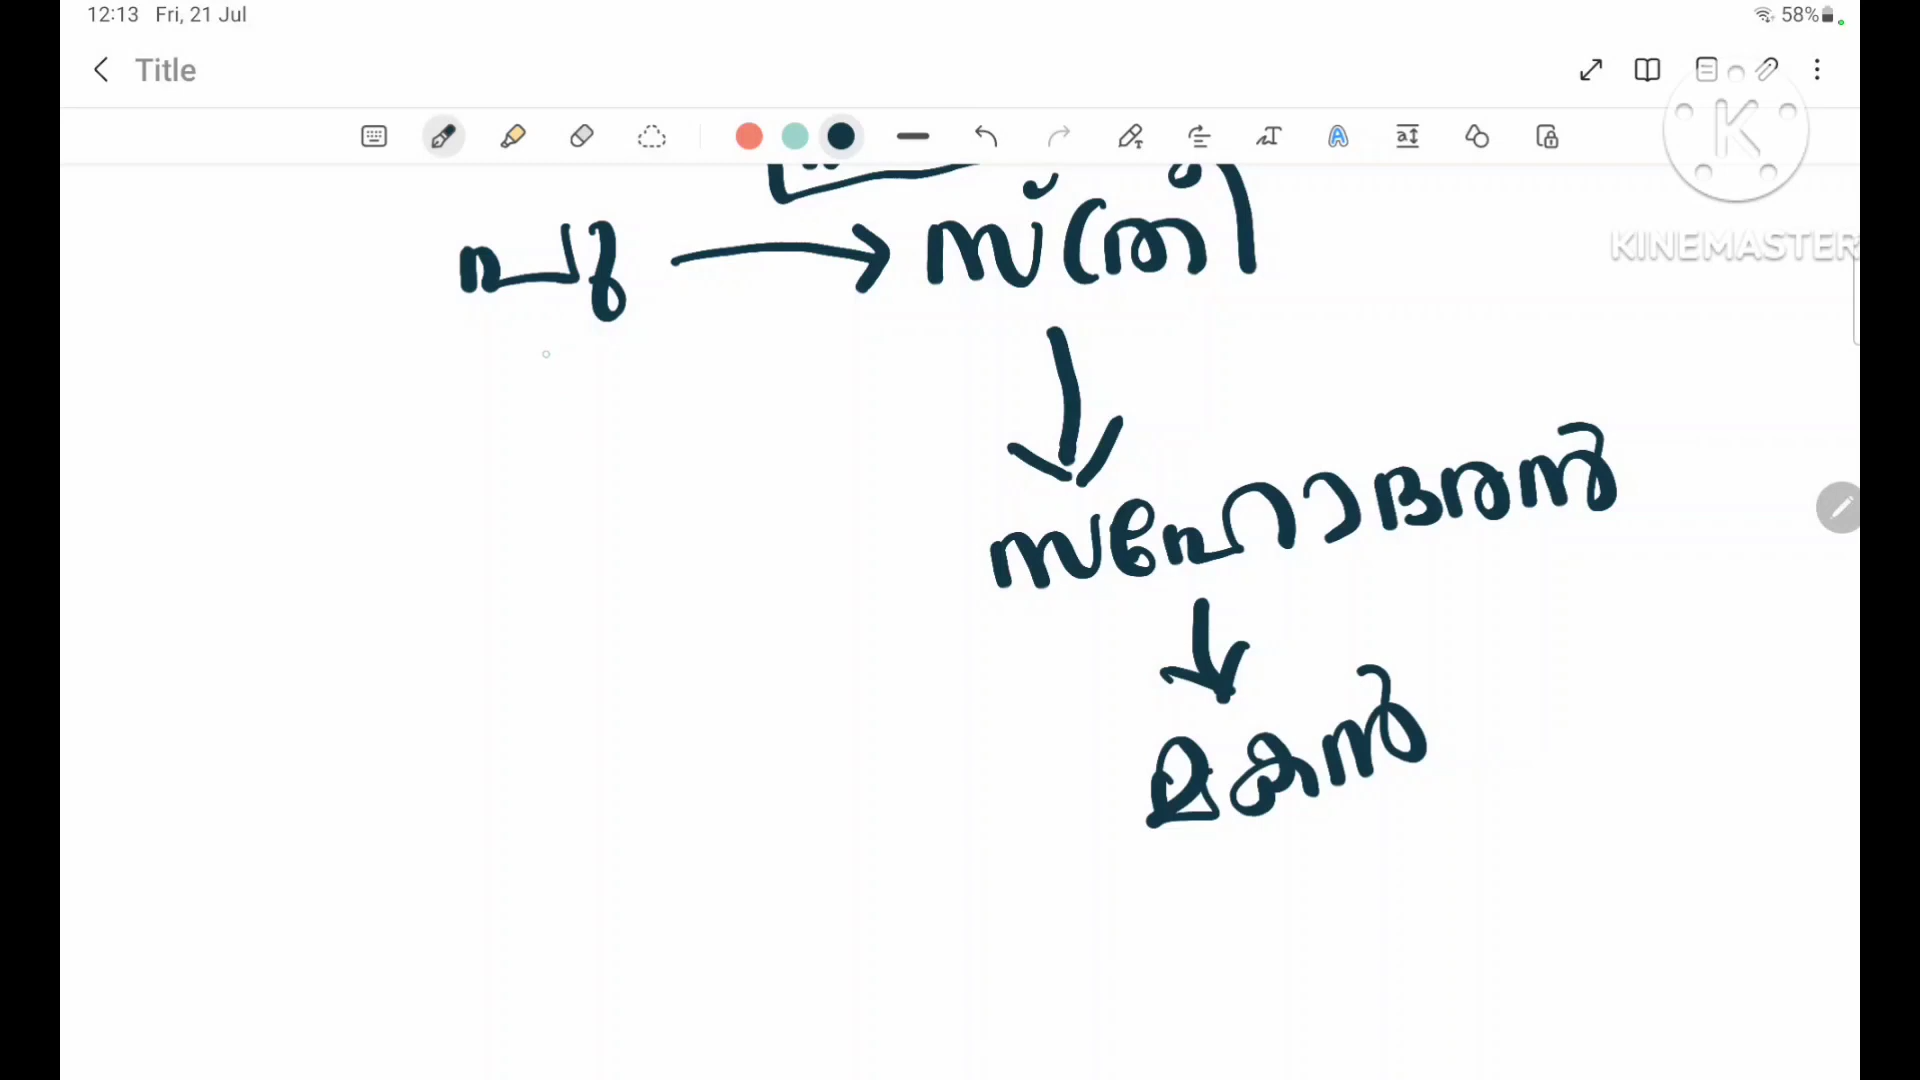 12:13 Fri, 21 Jul
58%
Title
K
KINEMASTER
പു → സ്ത്രീ
↓
സഹോദരൻ
↓
മകൻ